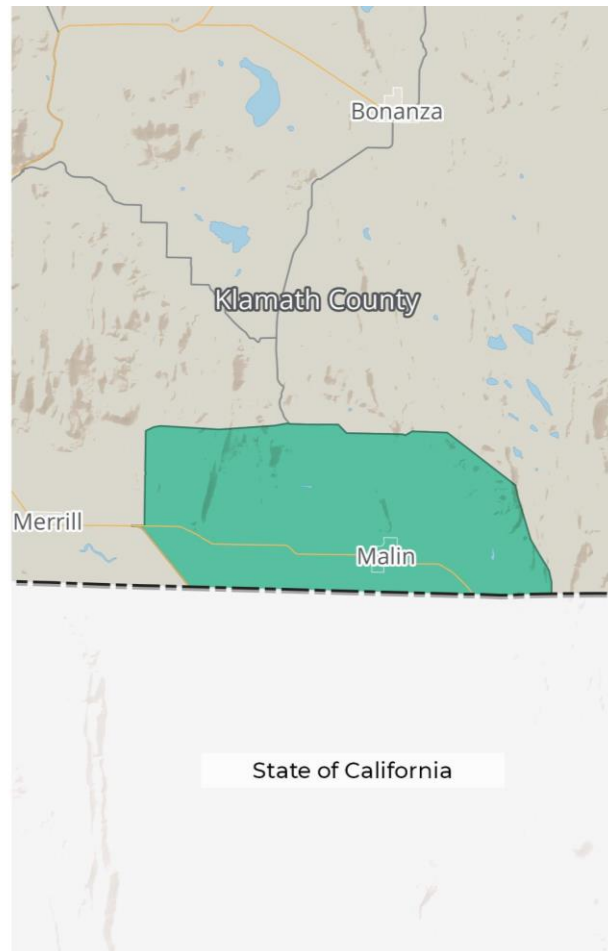 Bonanza
Klamath County
Merrill
Malin
State of California